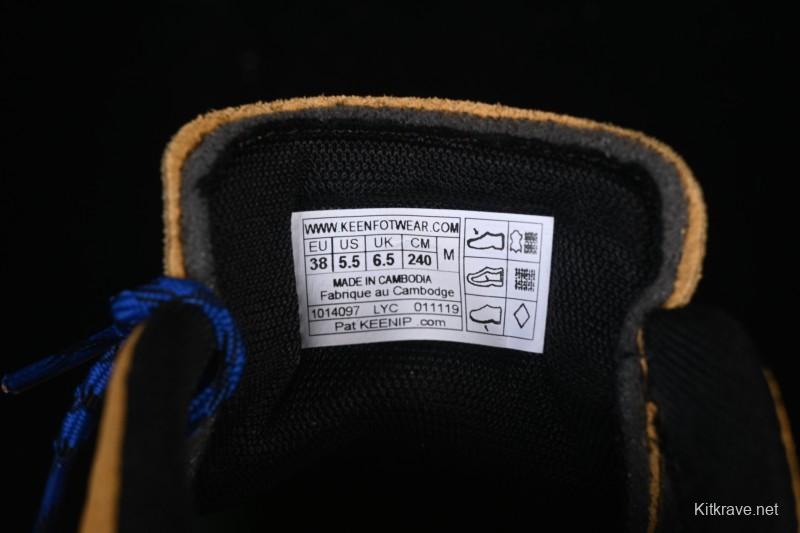 WWW.KEENFOTWEAR.COM
EU US UK CM
38 5.5 6.5 240 M
MADE IN CAMBODIA
Fabrique au Cambodge
1014097 LYC 011119
Pat KEENIP .com
Kitkrave.net